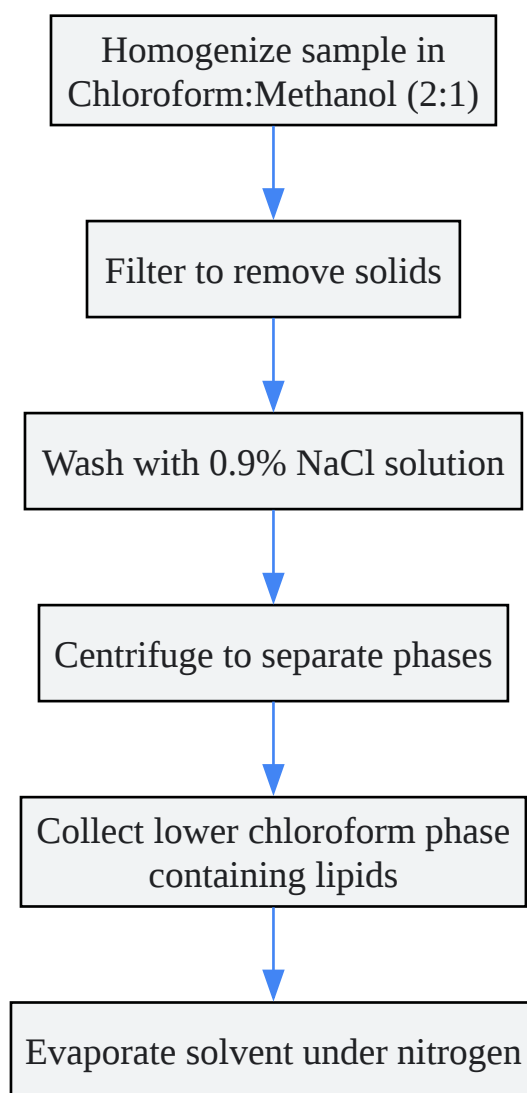 Homogenize sample in
Chloroform:Methanol (2:1)
Filter to remove solids
Wash with 0.9% NaCl solution
Centrifuge to separate phases
Collect lower chloroform phase
containing lipids
Evaporate solvent under nitrogen